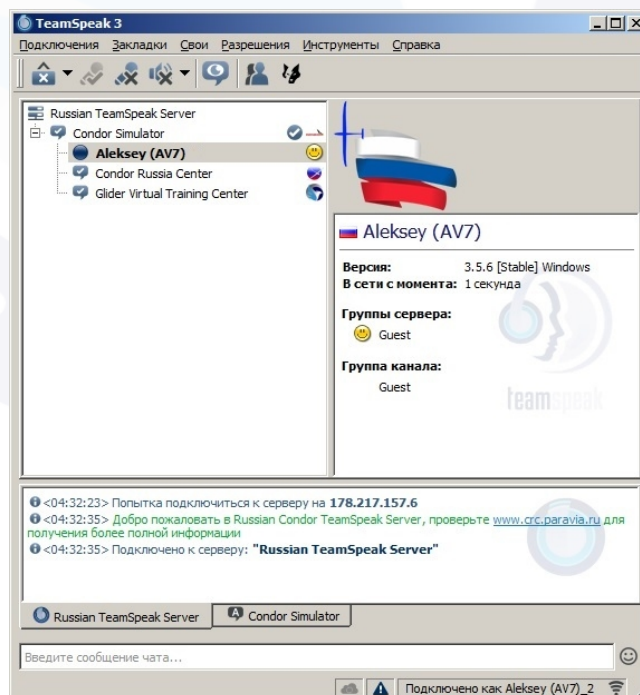 TeamSpeak 3
Подключения Закладки Свои Разрешения Инструменты Справка
Russian TeamSpeak Server
Condor Simulator
Aleksey (AV7)
Condor Russia Center
Glider Virtual Training Center
Aleksey (AV7)
Версия: 3.5.6 [Stable] Windows
В сети с момента: 1 секунда
Группы сервера:
Guest
Группа канала:
Guest
teamspeak
<04:32:23> Попытка подключиться к серверу на 178.217.157.6
<04:32:35> Добро пожаловать в Russian Condor TeamSpeak Server, проверьте www.crc.paravia.ru для
получения более полной информации
<04:32:35> Подключено к серверу: "Russian TeamSpeak Server"
Russian TeamSpeak Server Condor Simulator
Введите сообщение чата...
Подключено как Aleksey (AV7)_2